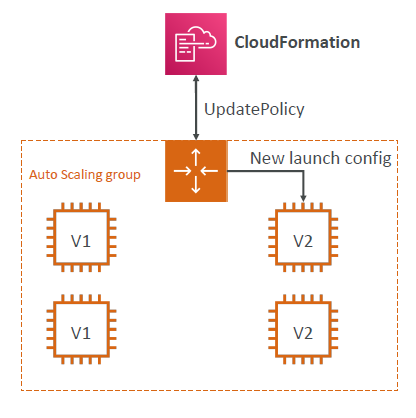 CloudFormation
UpdatePolicy
New launch config
Auto Scaling group
V1
V2
V1
V2